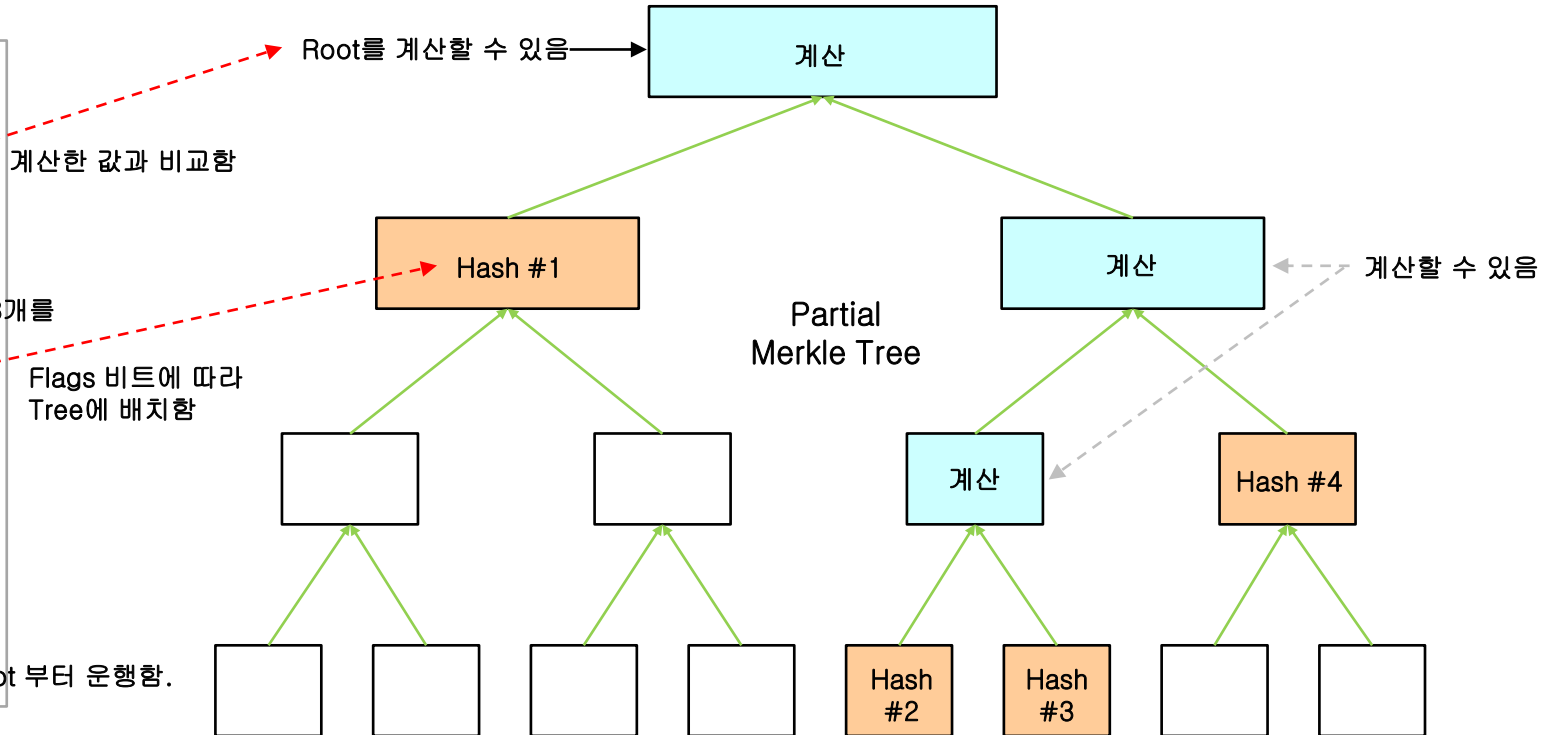 Root를 계산할 수 있음
계산
계산한 값과 비교함
Hash #1
계산
계산할 수 있음
개를
Partial
Merkle Tree
Flags 비트에 따라
Tree에 배치함
계산
Hash #4
부터 운행함.
Hash
#2
Hash
#3